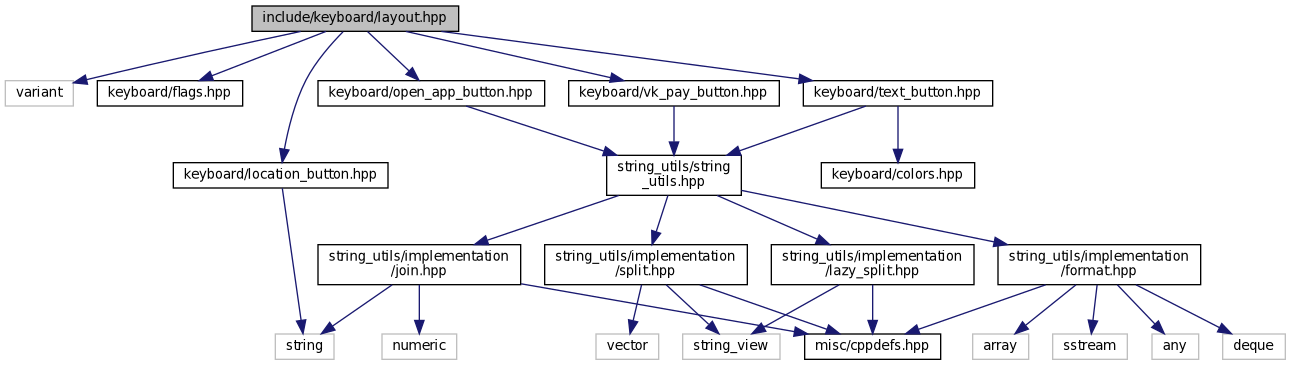 include/keyboard/layout.hpp
variant
keyboard/flags.hpp
keyboard/open_app_button.hpp
keyboard/vk_pay_button.hpp
keyboard/text_button.hpp
keyboard/location_button.hpp
string_utils/string
_utils.hpp
keyboard/colors.hpp
string_utils/implementation
/join.hpp
string_utils/implementation
/split.hpp
string_utils/implementation
/lazy_split.hpp
string_utils/implementation
/format.hpp
string
numeric
vector
string_view
misc/cppdefs.hpp
array
sstream
any
deque